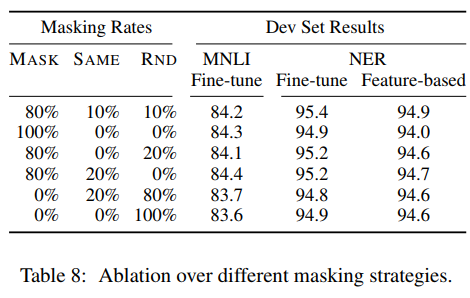 Masking Rates Dev Set Results
MASK SAME RND MNLI NER
Fine-tune Fine-tune Feature-based
80% 10% 10% 84.2 95.4 94.9
100% 0% 0% 84.3 94.9 94.0
80% 0% 20% 84.1 95.2 94.6
80% 20% 0% 84.4 95.2 94.7
0% 20% 80% 83.7 94.8 94.6
0% 0% 100% 83.6 94.9 94.6
Table 8: Ablation over different masking strategies.